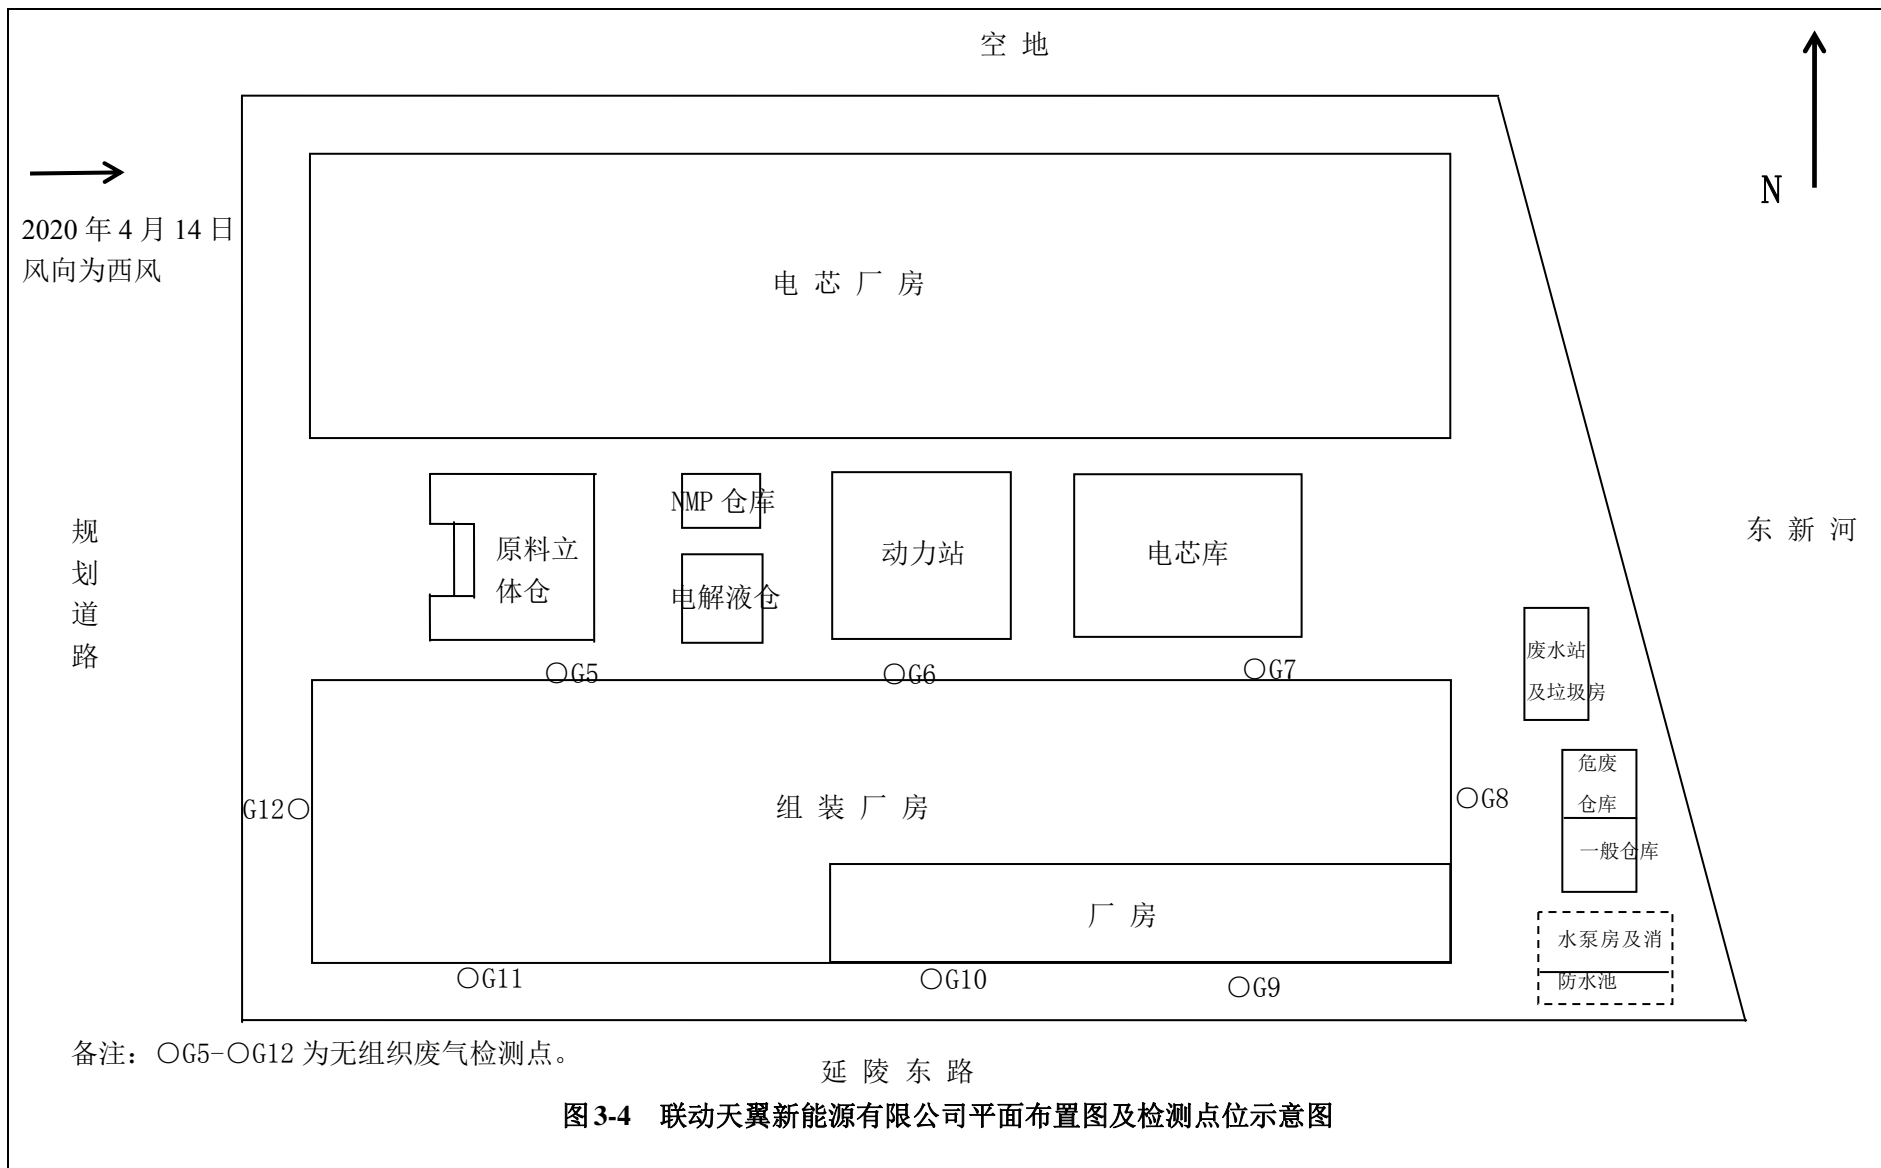 空 地
N
2020 年 4 月 14 日
风向为西风
电 芯 厂 房
规
划
道
路
东 新 河
NMP 仓库
原料立
体仓
电解液仓
动力站
电芯库
○G5
○G6
○G7
废水站
及垃圾房
危废
仓库
一般仓库
G12○
组 装 厂 房
○G8
厂 房
水泵房及消
防水池
○G11
○G10
○G9
备注：○G5-○G12 为无组织废气检测点。
延 陵 东 路
图 3-4 联动天翼新能源有限公司平面布置图及检测点位示意图